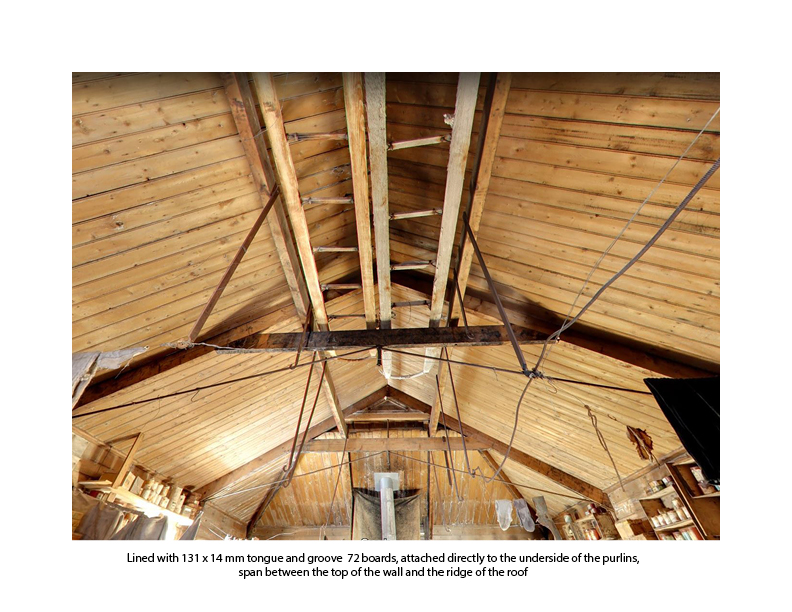 Lined with 131 x 14 mm tongue and groove  72 boards, attached directly to the underside of the purlins,
span between the top of the wall and the ridge of the roof